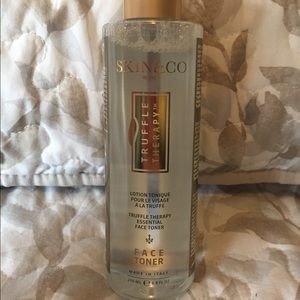 SKIN&CO
TRUFFLE
THERAPY™
LOTION TONIQUE
POUR LE VISAGE
À LA TRUFFE
TRUFFLE THERAPY
ESSENTIAL
FACE TONER
FACE
TONER
MADE IN ITALY